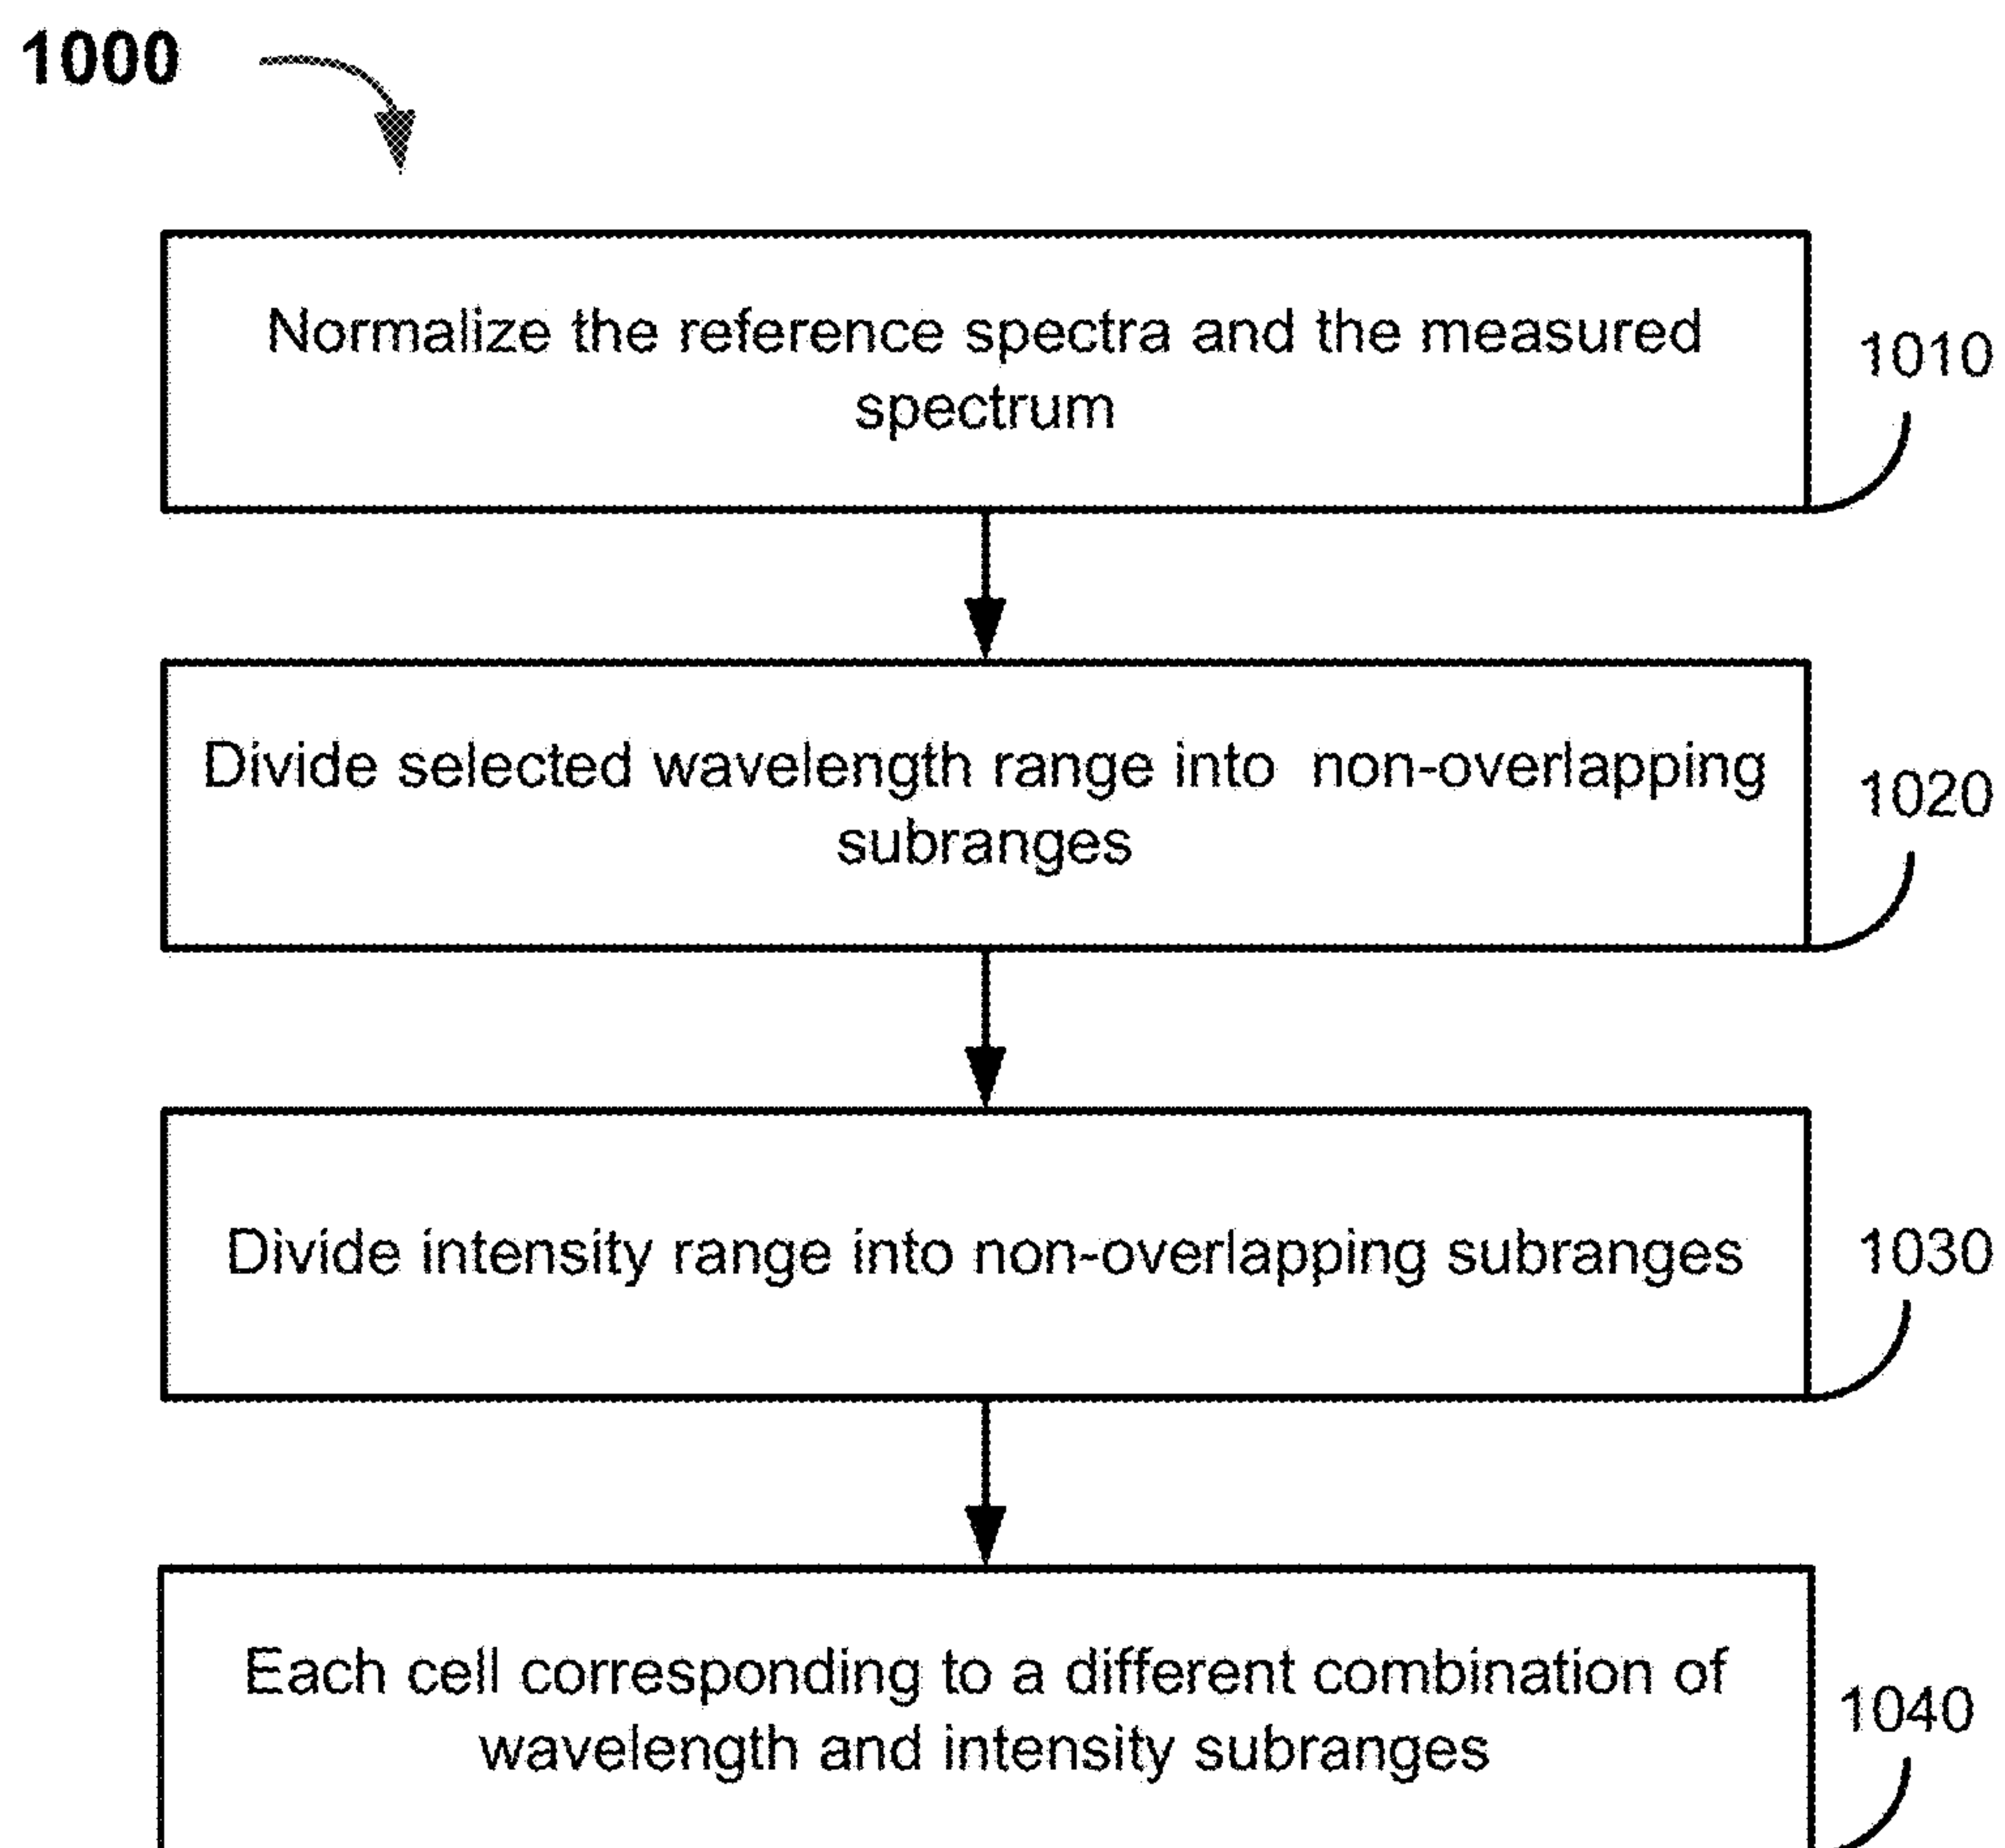 1000
Normalize the reference spectra and the measured
spectrum
1010
Divide selected wavelength range into non-overlapping
subranges
1020
Divide intensity range into non-overlapping subranges
1030
Each cell corresponding to a different combination of
wavelength and intensity subranges
1040